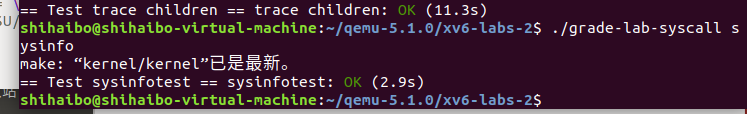 == Test trace children == trace children: OK (11.3s)
shihaibo@shihaibo-virtual-machine:~/qemu-5.1.0/xv6-labs-2$ ./grade-lab-syscall s
ysinfo
make: “kernel/kernel”已是最新。
== Test sysinfotest == sysinfotest: OK (2.9s)
shihaibo@shihaibo-virtual-machine:~/qemu-5.1.0/xv6-labs-2$
SU/
站